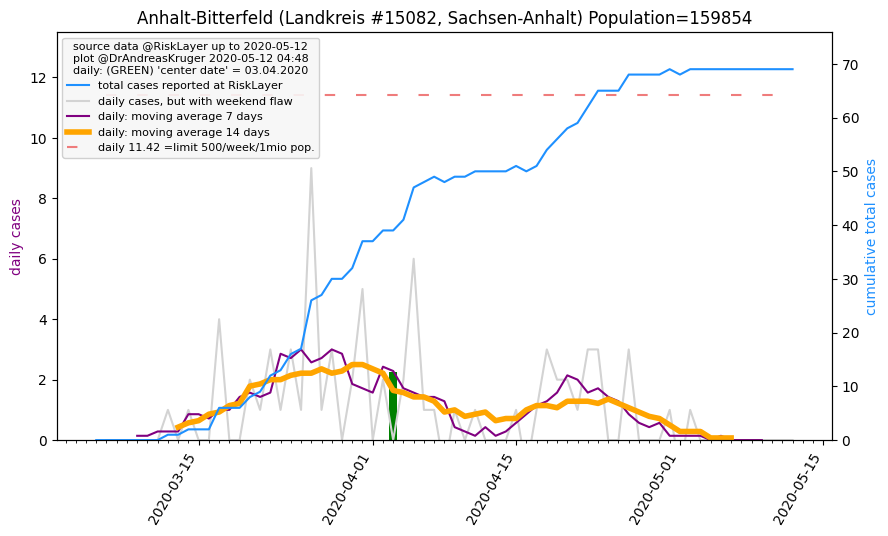 Anhalt-Bitterfeld (Landkreis #15082, Sachsen-Anhalt) Population=159854
source data @RiskLayer up to 2020-05-12
plot @DrAndreasKruger 2020-05-12 04:48
daily: (GREEN) 'center date' = 03.04.2020
total cases reported at RiskLayer
daily cases, but with weekend flaw
daily: moving average 7 days
daily: moving average 14 days
daily 11.42 =limit 500/week/1mio pop.
daily cases
12
10
8
6
4
2
0
cumulative total cases
70
60
50
40
30
20
10
0
2020-03-15
2020-04-01
2020-04-15
2020-05-01
2020-05-15